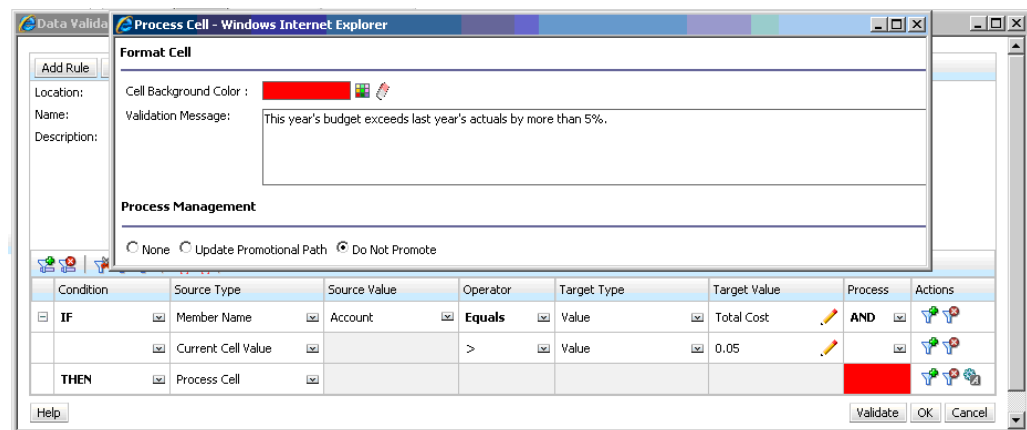 Data Valida
Process Cell - Windows Internet Explorer
Format Cell
Add Rule
Location:
Cell Background Color :
Name:
Validation Message:
This year's budget exceeds last year's actuals by more than 5%.
Description:
Process Management
None Update Promotional Path Do Not Promote
Condition Source Type Source Value Operator Target Type Target Value Process Actions
IF Member Name Account Equals Value Total Cost AND
Current Cell Value > Value 0.05
THEN Process Cell
Help Validate OK Cancel